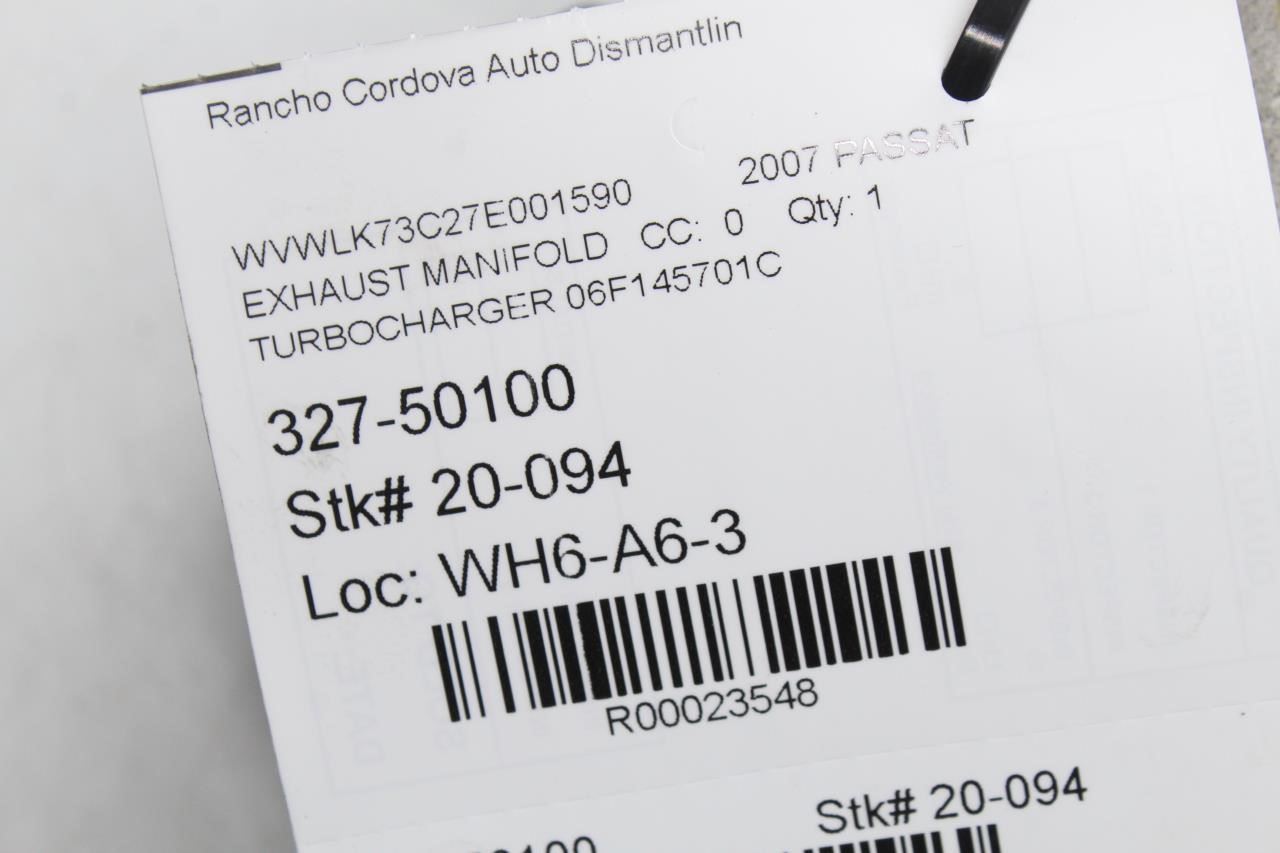 Rancho Cordova Auto Dismantlin
2007 PASSAT
WVWLK73C27E001590
EXHAUST MANIFOLD CC: 0 Qty: 1
TURBOCHARGER 06F145701C
327-50100
Stk# 20-094
Loc: WH6-A6-3
R00023548
Stk# 20-094